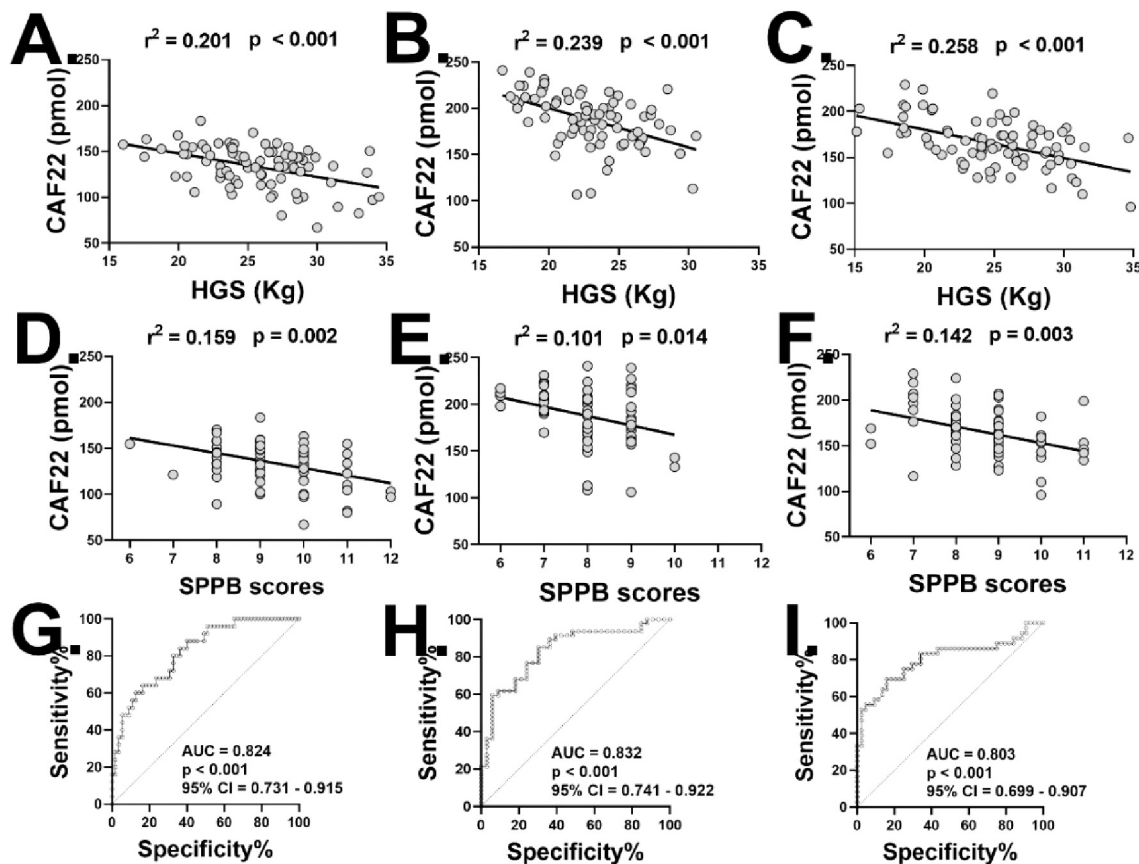 A.
r² = 0.201 p < 0.001
CAF22 (pmol)
250
200
150
100
50
15 20 25 30 35
HGS (Kg)
B.
r² = 0.239 p < 0.001
CAF22 (pmol)
250
200
150
100
50
15 20 25 30 35
HGS (Kg)
C.
r² = 0.258 p < 0.001
CAF22 (pmol)
250
200
150
100
50
15 20 25 30 35
HGS (Kg)
D.
r² = 0.159 p = 0.002
CAF22 (pmol)
250
200
150
100
50
6 7 8 9 10 11 12
SPPB scores
E.
r² = 0.101 p = 0.014
CAF22 (pmol)
250
200
150
100
50
6 7 8 9 10 11 12
SPPB scores
F.
r² = 0.142 p = 0.003
CAF22 (pmol)
250
200
150
100
50
6 7 8 9 10 11 12
SPPB scores
G.
Sensitivity%
100
80
60
40
20
0
AUC = 0.824
p < 0.001
95% CI = 0.731 - 0.915
0 20 40 60 80 100
Specificity%
H.
Sensitivity%
100
80
60
40
20
0
AUC = 0.832
p < 0.001
95% CI = 0.741 - 0.922
0 20 40 60 80 100
Specificity%
I.
Sensitivity%
100
80
60
40
20
0
AUC = 0.803
p < 0.001
95% CI = 0.699 - 0.907
0 20 40 60 80 100
Specificity%